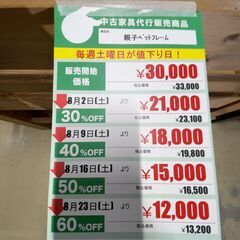 中古家具代行販売商品
商品名
親子ベットフレーム
毎週土曜日が値下り日！
販売開始価格 ¥30,000
税込価格 ¥33,000
8月2日(土) より ¥21,000
30%OFF 税込価格 ¥23,100
8月9日(土) より ¥18,000
40%OFF 税込価格 ¥19,800
8月16日(土) より ¥15,000
50%OFF 税込価格 ¥16,500
8月23日(土) より ¥12,000
60%OFF 税込価格 ¥13,200